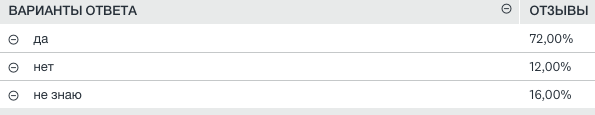 ВАРИАНТЫ ОТВЕТА ОТЗЫВЫ
да 72,00%
нет 12,00%
не знаю 16,00%